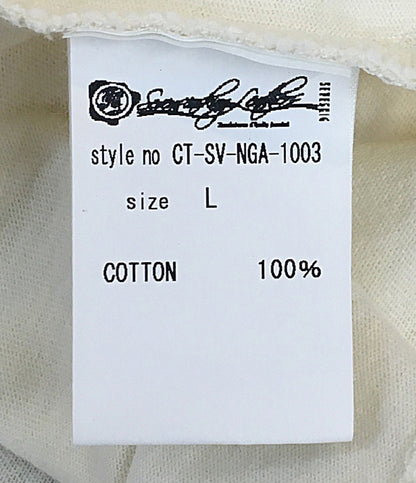 style no CT-SV-NGA-1003
size L
COTTON 100%